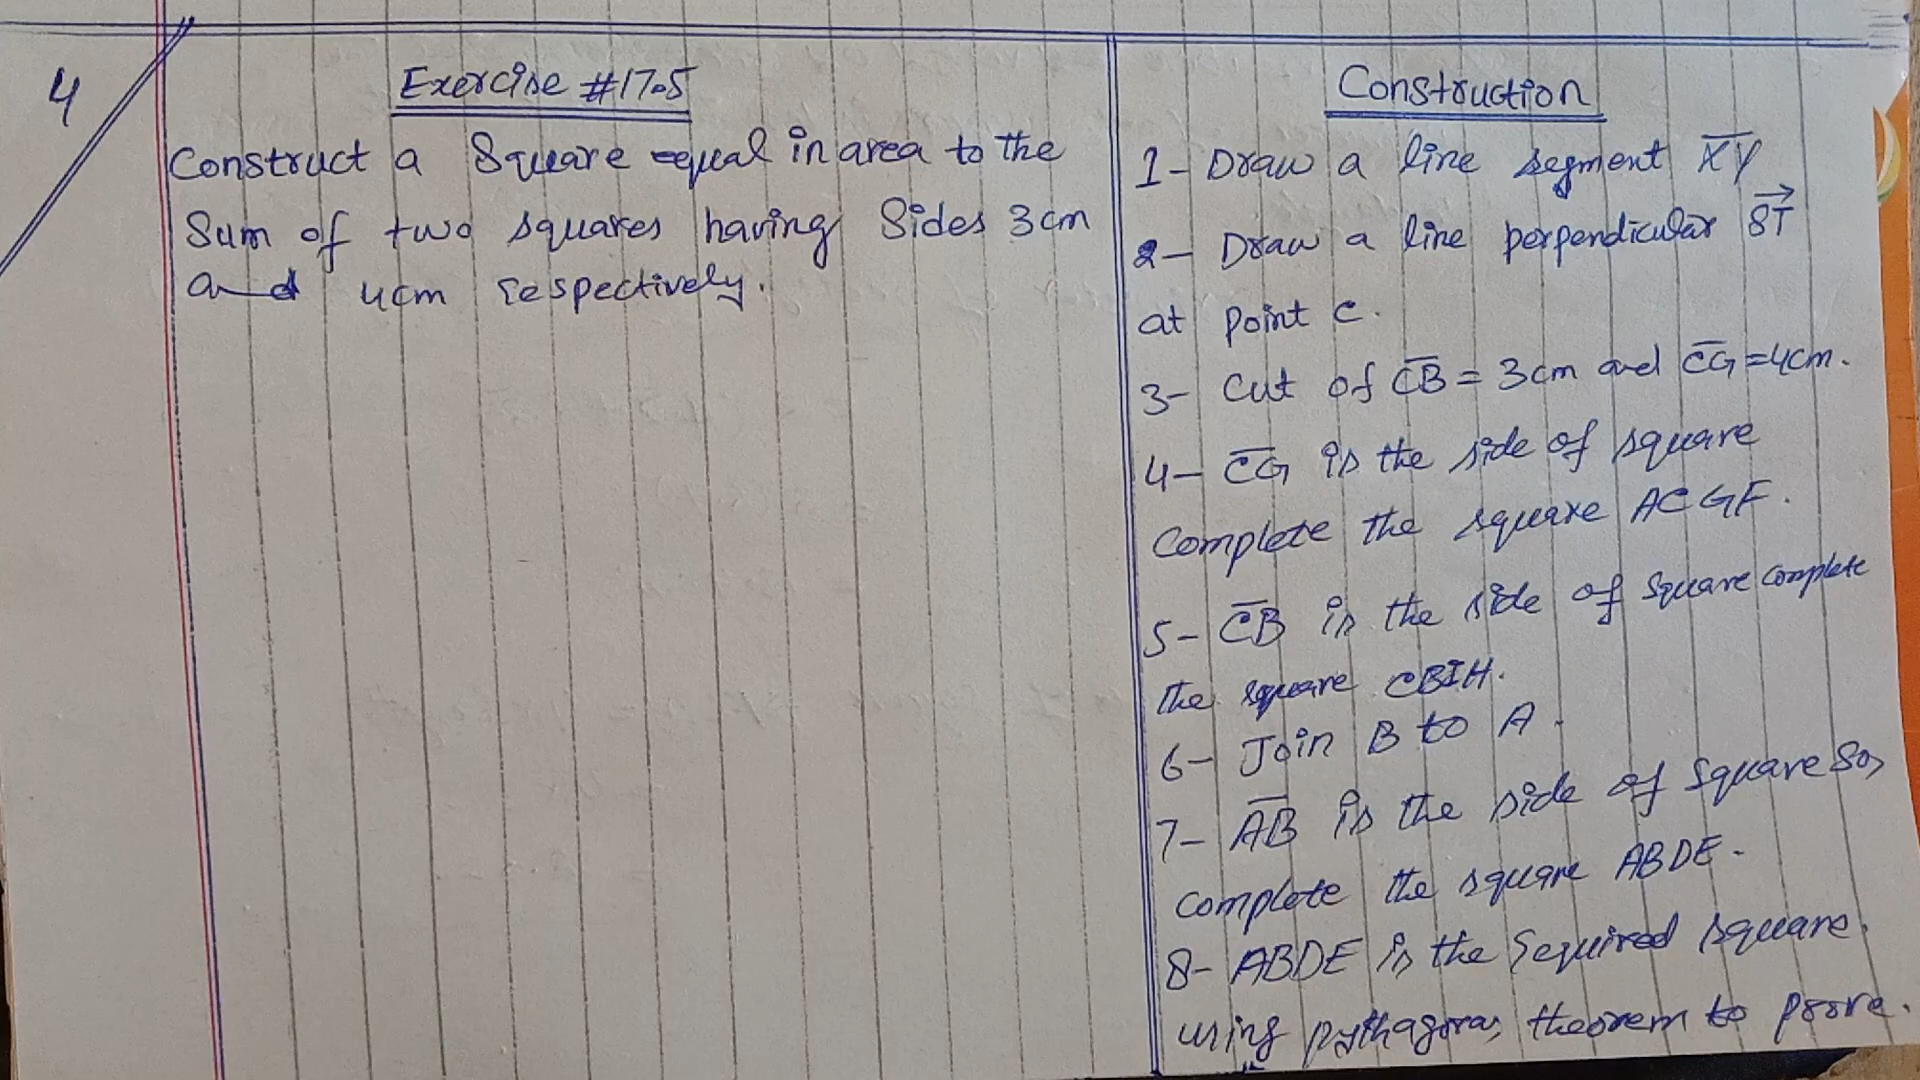 4
Exercise #17.5
Construct a Square equal in area to the
Sum of two squares having Sides 3cm
and 4cm respectively.
Construction
1- Draw a line segment XY
2- Draw a line perpendicular ST
at point C.
3- Cut of CB = 3cm and CG = 4cm.
4- CG is the side of square
Complete the square ACGF.
5- CB is the side of Square complete
the square CBIH.
6- Join B to A.
7- AB is the side of Square So,
complete the square ABDE.
8- ABDE is the required square.
using pythagoras, theorem to prove.